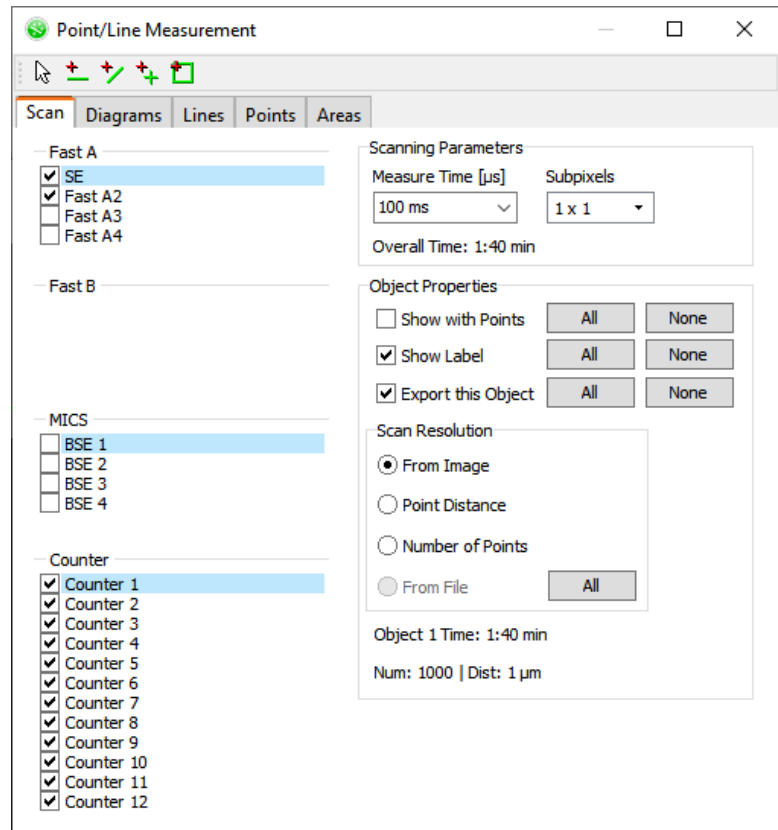 Point/Line Measurement
Scan Diagrams Lines Points Areas
Fast A
SE
Fast A2
Fast A3
Fast A4
Fast B
MICS
BSE 1
BSE 2
BSE 3
BSE 4
Counter
Counter 1
Counter 2
Counter 3
Counter 4
Counter 5
Counter 6
Counter 7
Counter 8
Counter 9
Counter 10
Counter 11
Counter 12
Scanning Parameters
Measure Time [µs] Subpixels
100 ms 1 x 1
Overall Time: 1:40 min
Object Properties
Show with Points All None
Show Label All None
Export this Object All None
Scan Resolution
From Image
Point Distance
Number of Points
From File All
Object 1 Time: 1:40 min
Num: 1000 | Dist: 1 µm